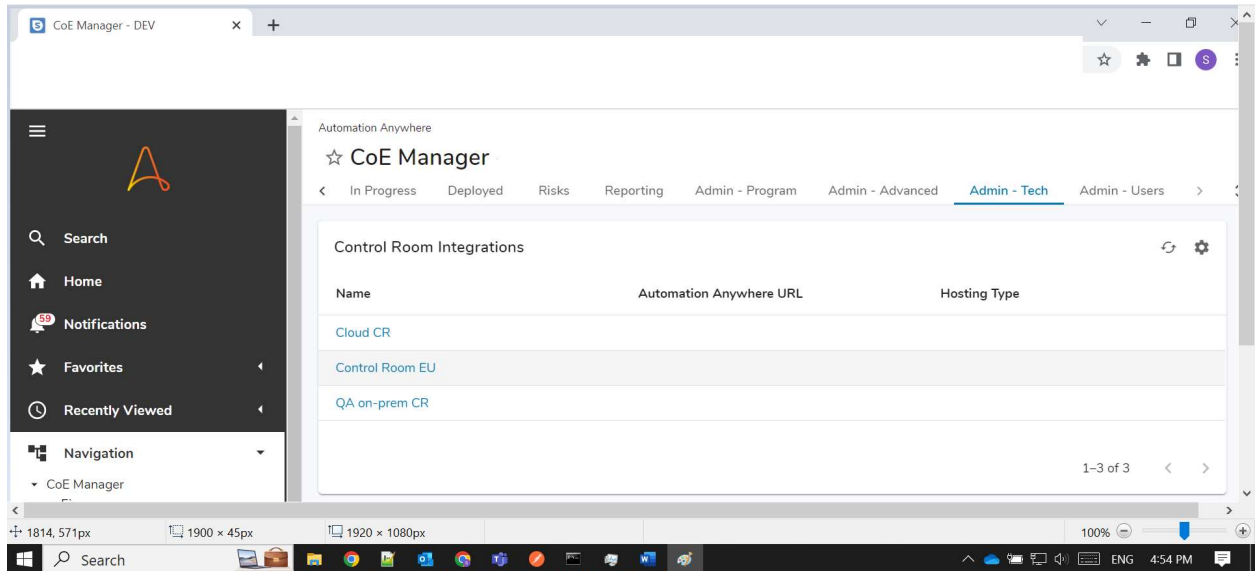 CoE Manager - DEV
S
Automation Anywhere
CoE Manager
In Progress Deployed Risks Reporting Admin - Program Admin - Advanced Admin - Tech Admin - Users
Search
Home
59 Notifications
Favorites
Recently Viewed
Navigation
CoE Manager
Control Room Integrations
Name Automation Anywhere URL Hosting Type
Cloud CR
Control Room EU
QA on-prem CR
1–3 of 3
1814, 571px 1900 × 45px 1920 × 1080px 100%
Search ENG 4:54 PM